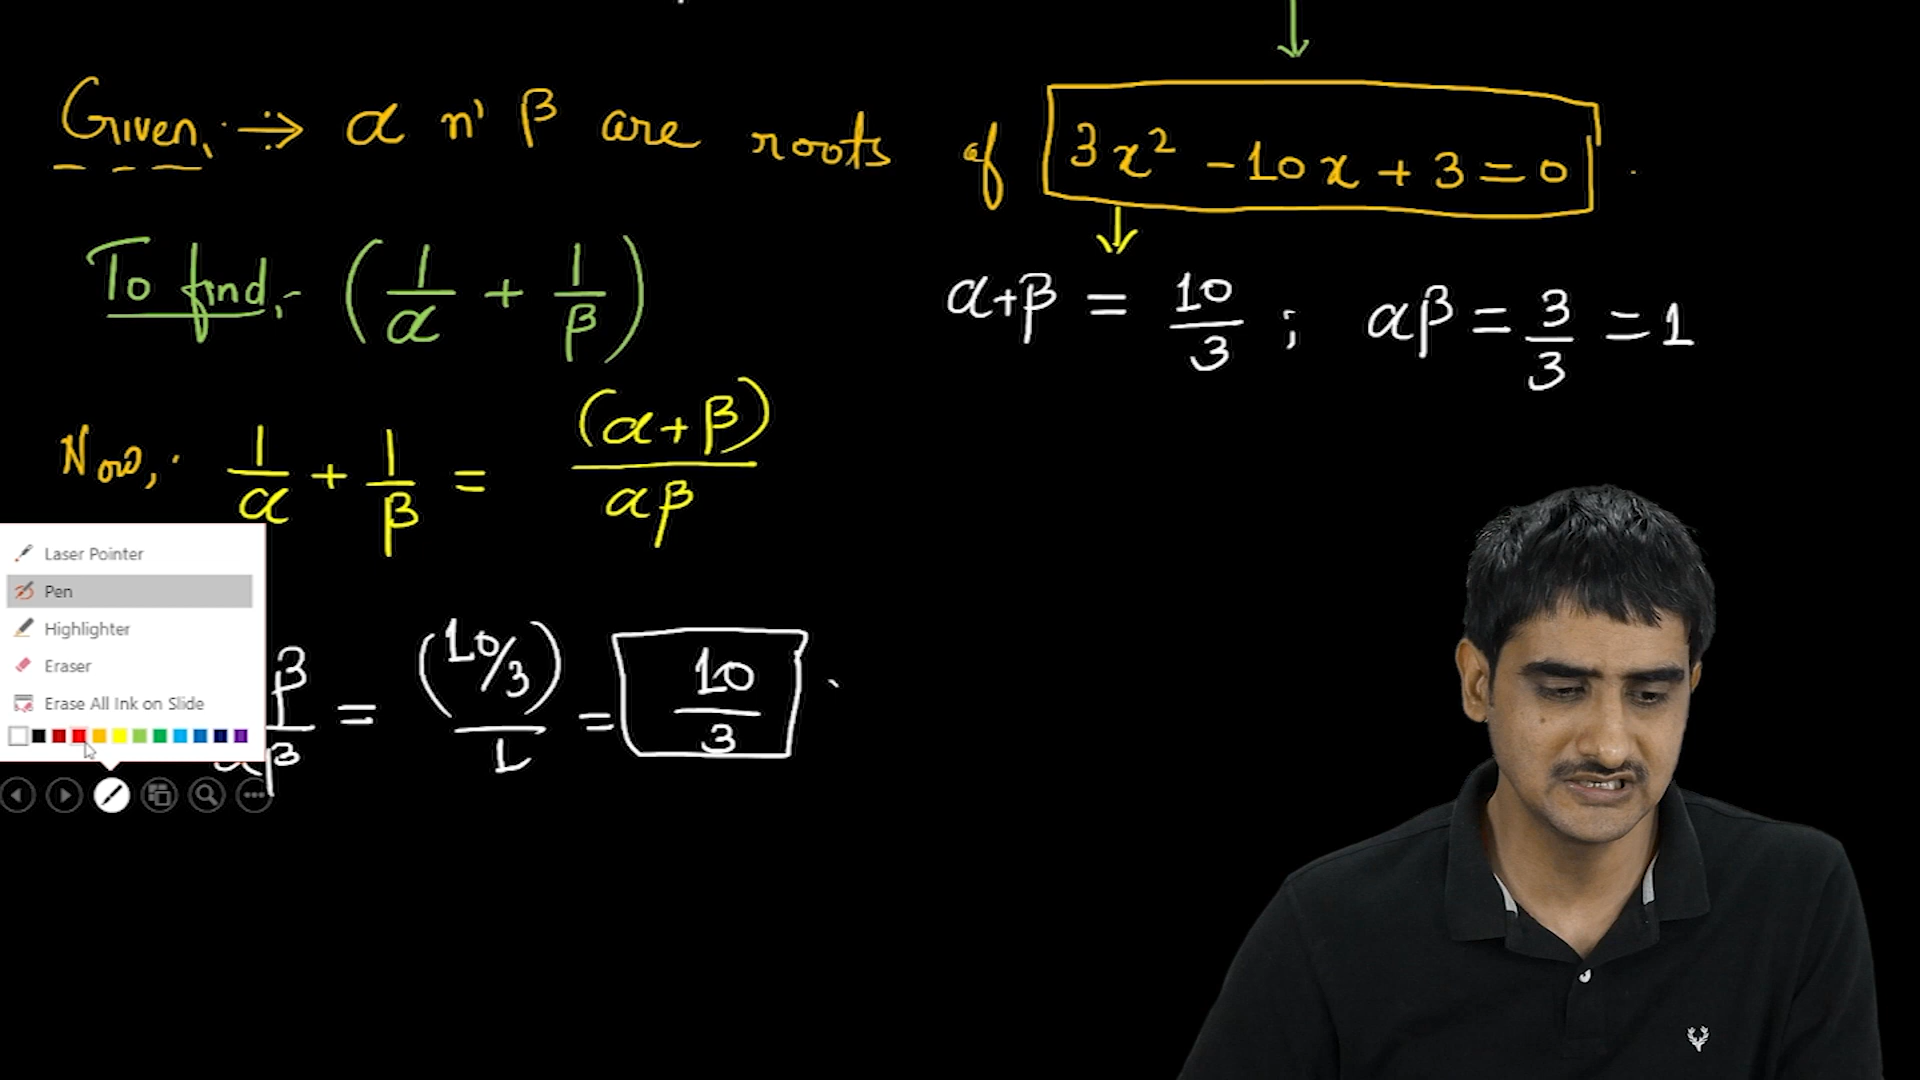 Given, :→ α n' β are roots of 3x² - 10x + 3 = 0 .
To find :- (1/α + 1/β)
α+β = 10/3 ; αβ = 3/3 = 1
Now, 1/α + 1/β = (α+β)/αβ
Laser Pointer
Pen
Highlighter
Eraser
Erase All Ink on Slide
β/αβ = (10/3)/1 = 10/3 .